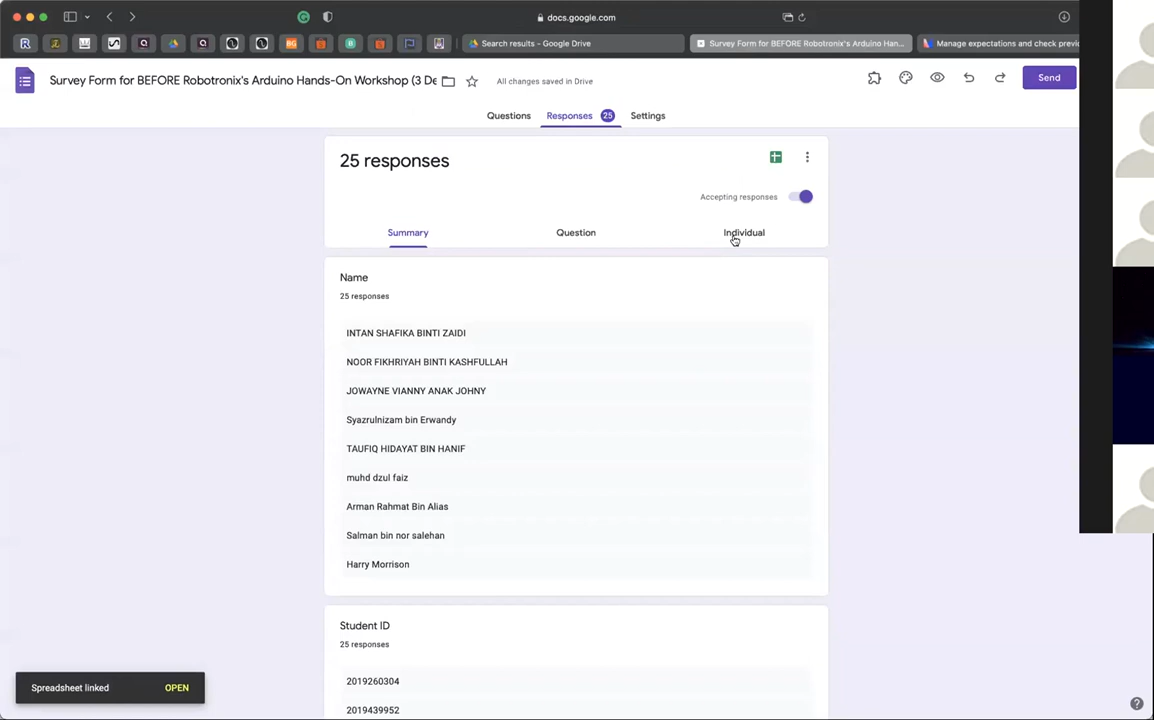 docs.google.com
Search results - Google Drive
Survey Form for BEFORE Robotronix's Arduino Han...
Manage expectations and check previ
Survey Form for BEFORE Robotronix's Arduino Hands-On Workshop (3 De
All changes saved in Drive
Send
Questions
Responses 25
Settings
25 responses
Accepting responses
Summary
Question
Individual
Name
25 responses
INTAN SHAFIKA BINTI ZAIDI
NOOR FIKHRIYAH BINTI KASHFULLAH
JOWAYNE VIANNY ANAK JOHNY
Syazrulnizam bin Erwandy
TAUFIQ HIDAYAT BIN HANIF
muhd dzul faiz
Arman Rahmat Bin Alias
Salman bin nor salehan
Harry Morrison
Student ID
25 responses
2019260304
2019439952
Spreadsheet linked
OPEN